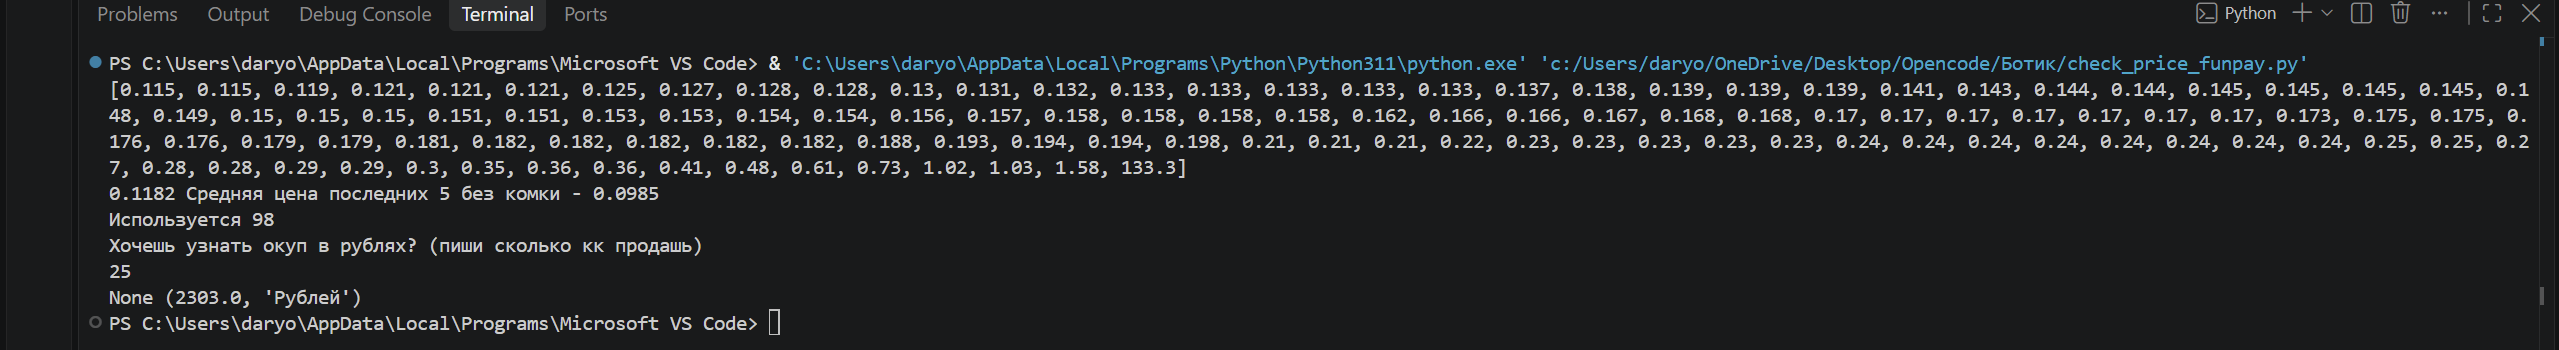 Problems Output Debug Console Terminal Ports Python
PS C:\Users\daryo\AppData\Local\Programs\Microsoft VS Code> & 'C:\Users\daryo\AppData\Local\Programs\Python\Python311\python.exe' 'c:/Users/daryo/OneDrive/Desktop/Opencode/Ботик/check_price_funpay.py'
[0.115, 0.115, 0.119, 0.121, 0.121, 0.121, 0.125, 0.127, 0.128, 0.128, 0.13, 0.131, 0.132, 0.133, 0.133, 0.133, 0.133, 0.133, 0.137, 0.138, 0.139, 0.139, 0.139, 0.141, 0.143, 0.144, 0.144, 0.145, 0.145, 0.145, 0.145, 0.1
48, 0.149, 0.15, 0.15, 0.15, 0.151, 0.151, 0.153, 0.153, 0.154, 0.154, 0.156, 0.157, 0.158, 0.158, 0.158, 0.158, 0.162, 0.166, 0.166, 0.167, 0.168, 0.168, 0.17, 0.17, 0.17, 0.17, 0.17, 0.17, 0.17, 0.173, 0.175, 0.175, 0.
176, 0.176, 0.179, 0.179, 0.181, 0.182, 0.182, 0.182, 0.182, 0.182, 0.188, 0.193, 0.194, 0.194, 0.198, 0.21, 0.21, 0.21, 0.22, 0.23, 0.23, 0.23, 0.23, 0.23, 0.24, 0.24, 0.24, 0.24, 0.24, 0.24, 0.24, 0.24, 0.25, 0.25, 0.2
7, 0.28, 0.28, 0.29, 0.29, 0.3, 0.35, 0.36, 0.36, 0.41, 0.48, 0.61, 0.73, 1.02, 1.03, 1.58, 133.3]
0.1182 Средняя цена последних 5 без комки - 0.0985
Используется 98
Хочешь узнать окуп в рублях? (пиши сколько кк продашь)
25
None (2303.0, 'Рублей')
PS C:\Users\daryo\AppData\Local\Programs\Microsoft VS Code>